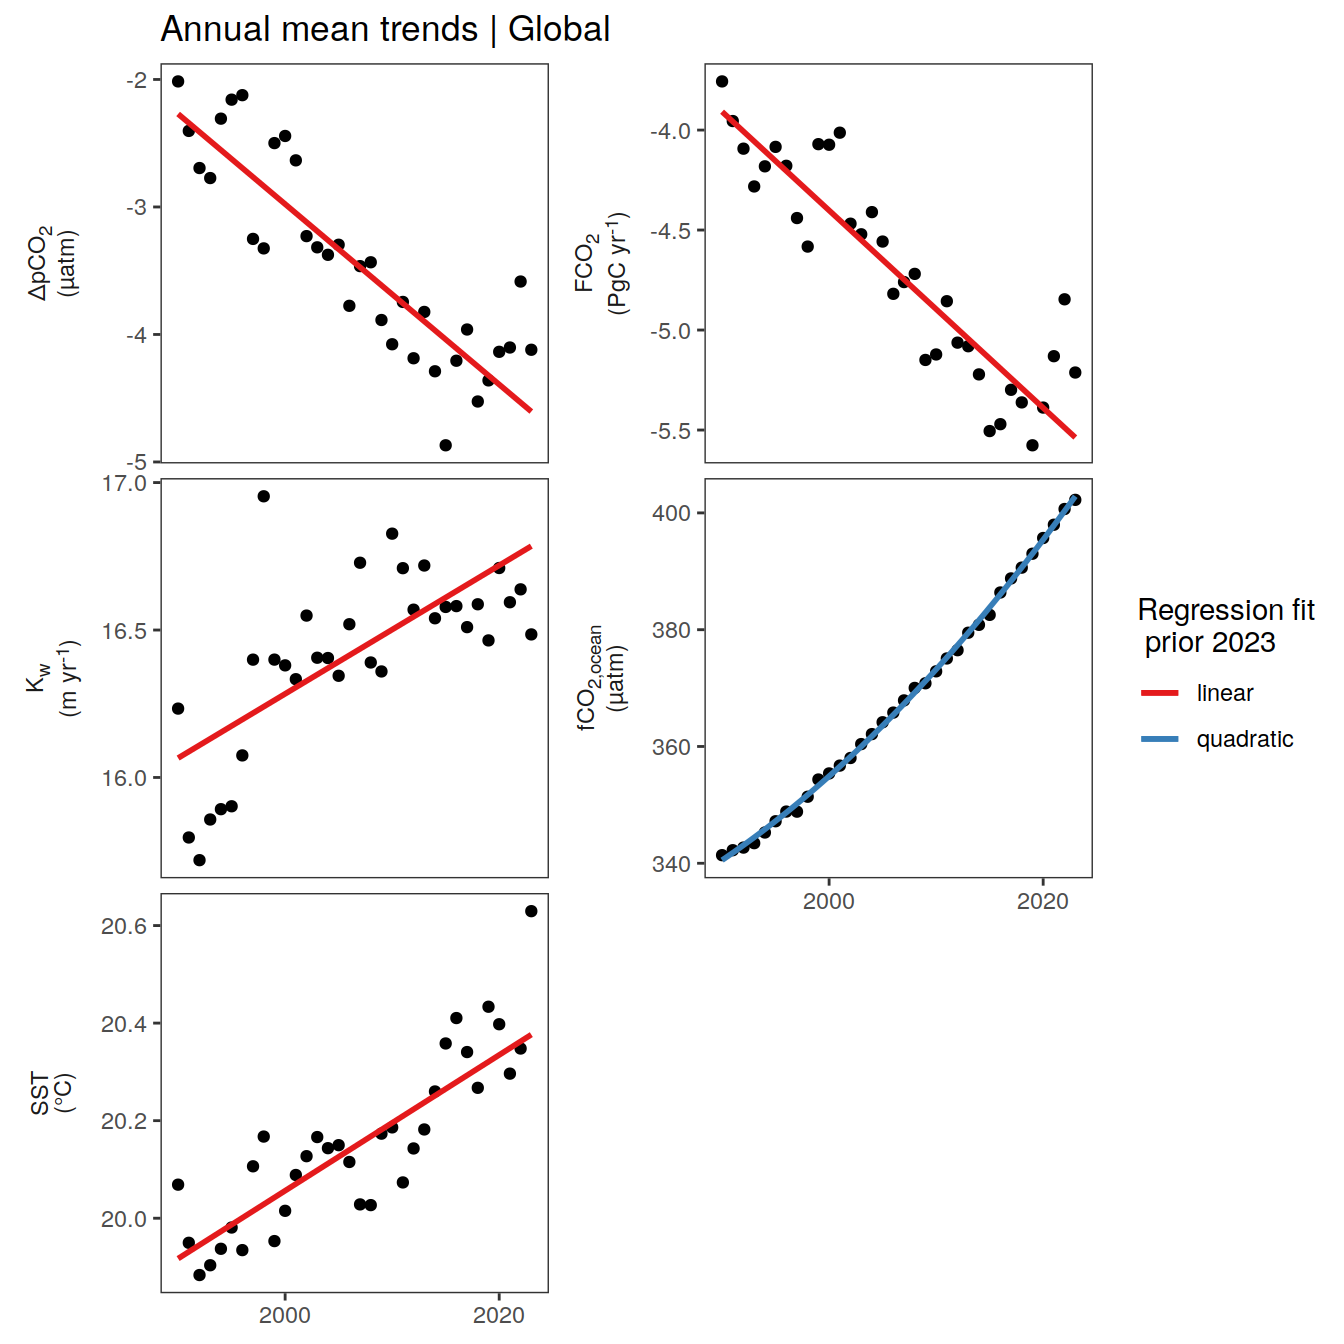 Annual mean trends | Global
ΔpCO2
(µatm)
-2
-3
-4
-5
FCO2
(PgC yr-1)
-4.0
-4.5
-5.0
-5.5
Kw
(m yr-1)
17.0
16.5
16.0
fCO2,ocean
(µatm)
400
380
360
340
2000
2020
Regression fit
prior 2023
linear
quadratic
SST
(°C)
20.6
20.4
20.2
20.0
2000
2020